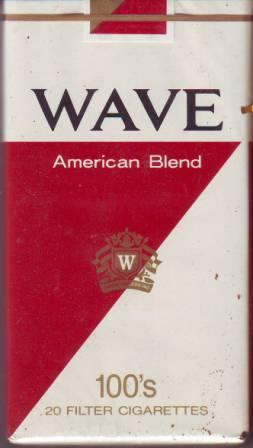 WAVE
American Blend
W
100's
20 FILTER CIGARETTES